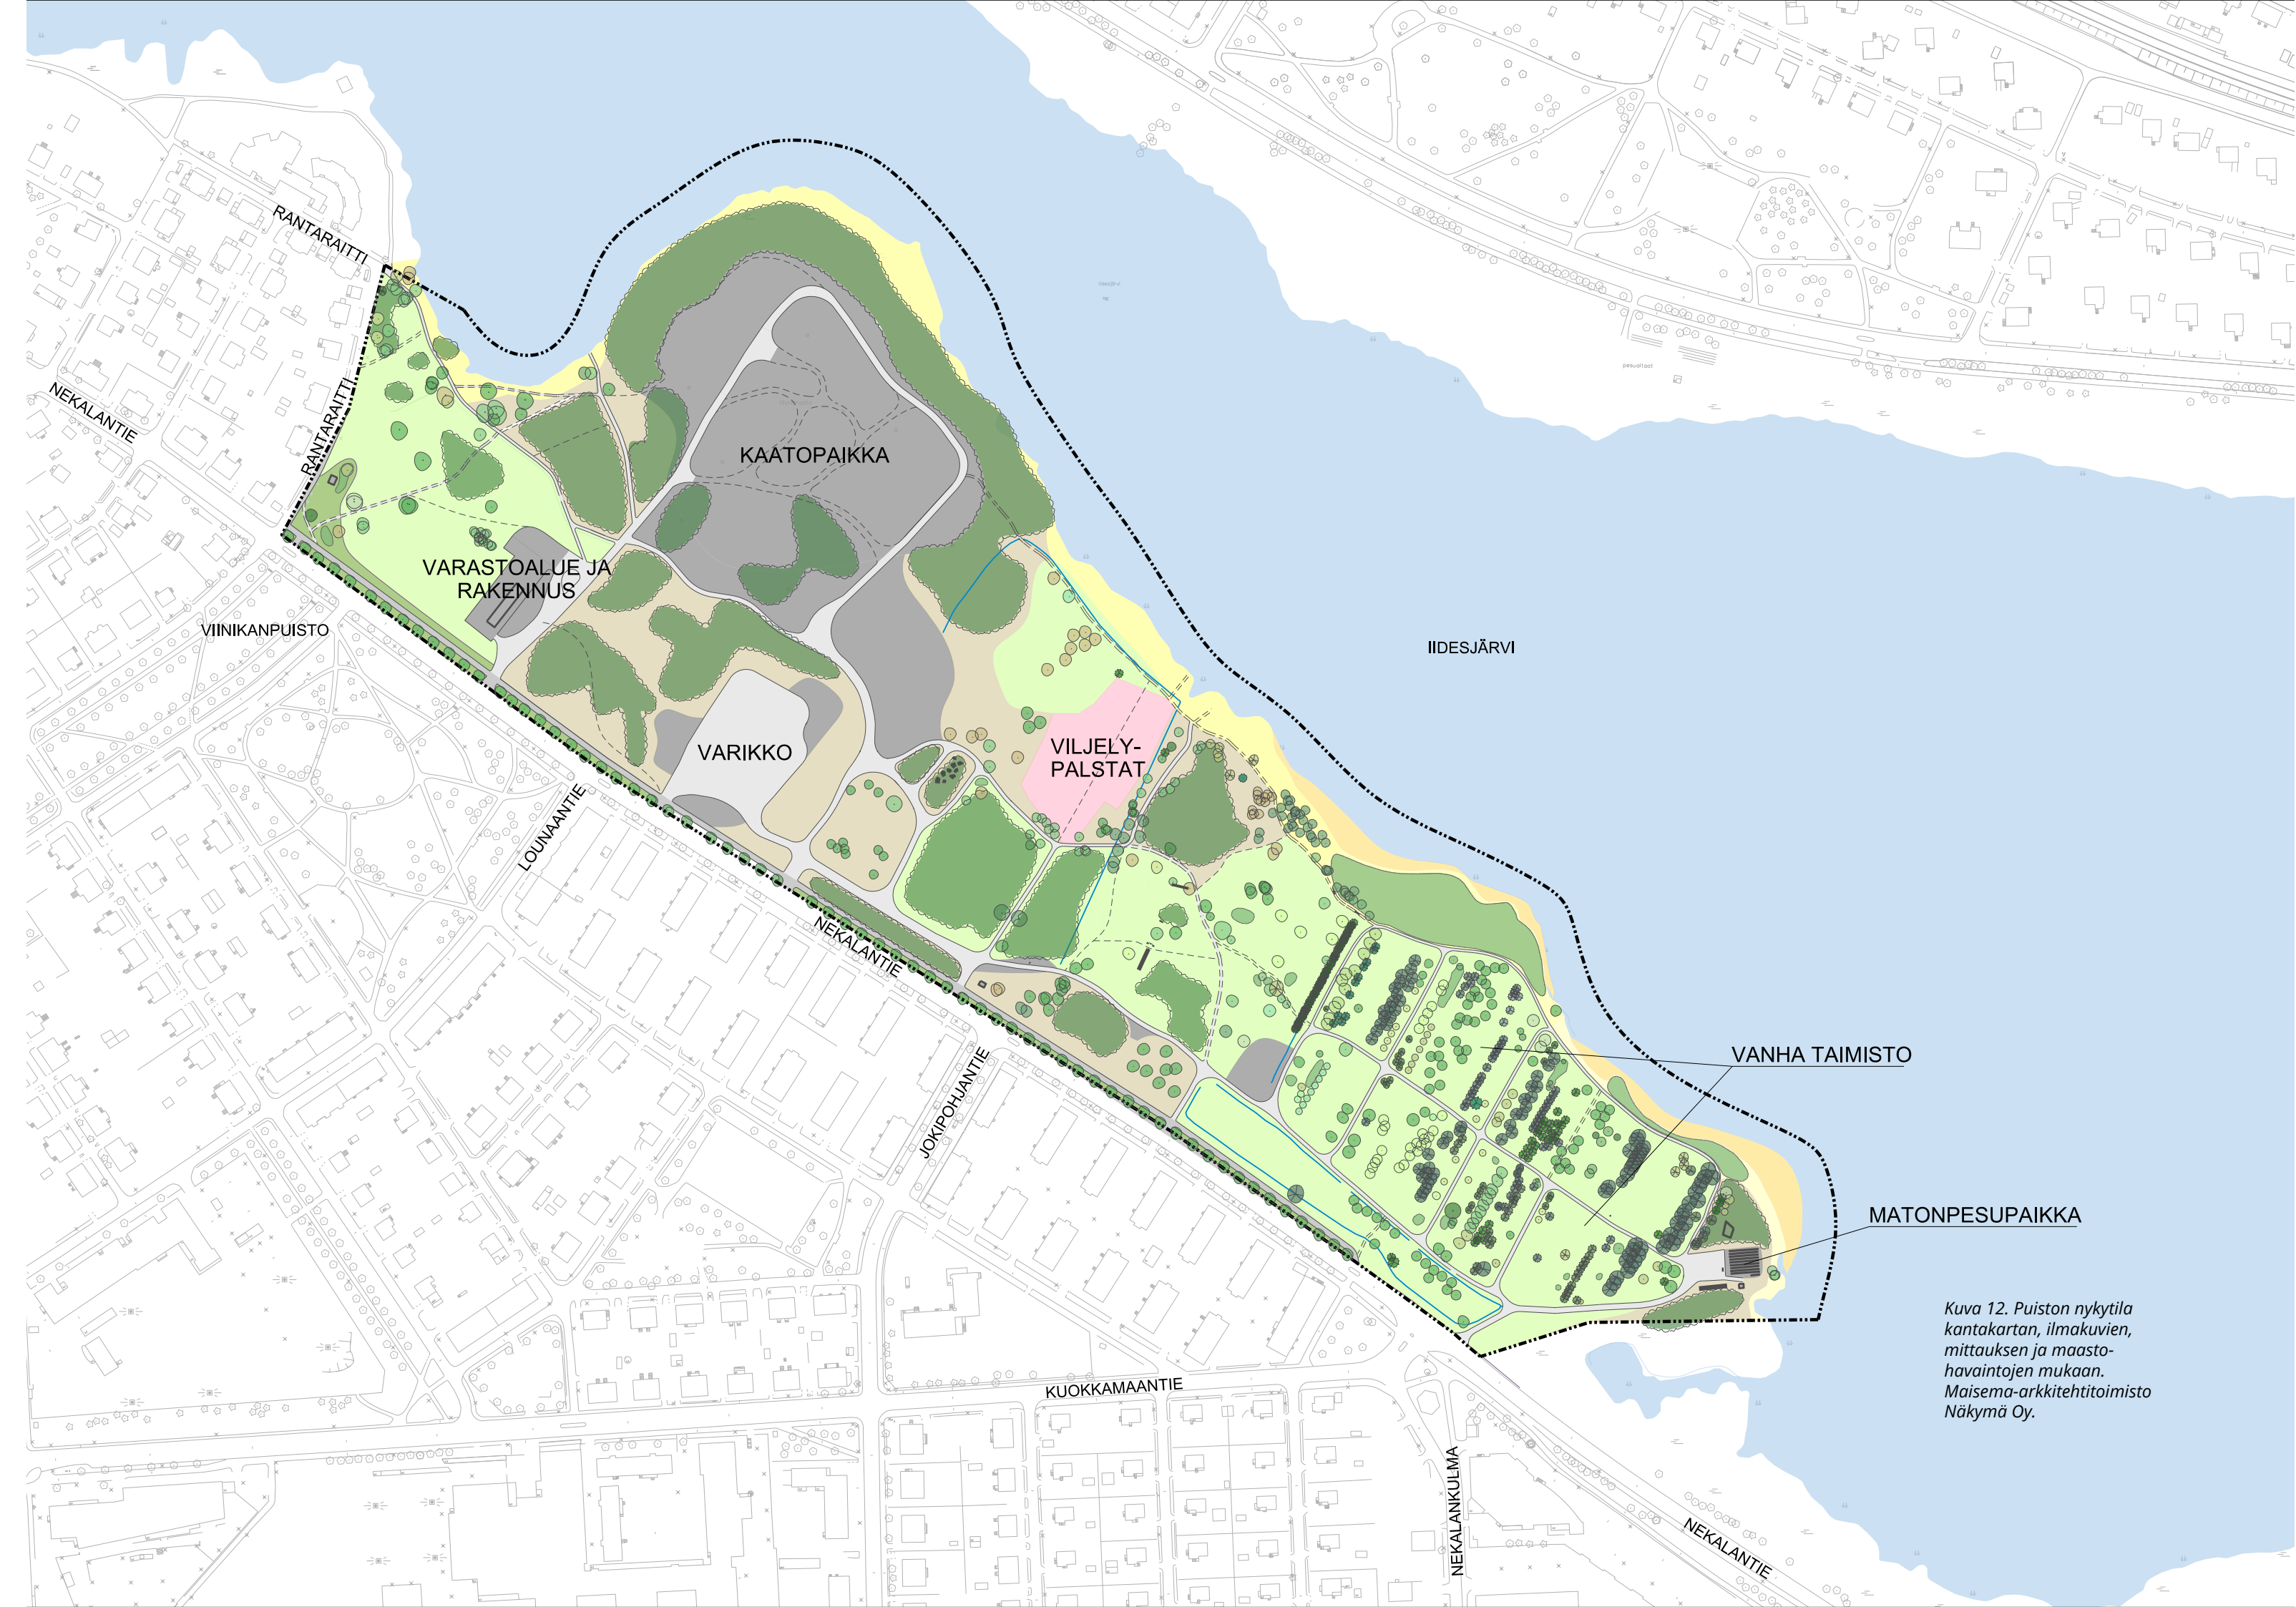 RANTARAITTI
NEKALANTIE
RANTARAITTI
KAATOPAIKKA
VARASTOALUE JA
RAKENNUS
VIINIKANPUISTO
IIDESJÄRVI
pesualtaat
VARIKKO
VILJELY-
PALSTAT
LOUNAANTIE
NEKALANTIE
JOKIPOHJANTIE
VANHA TAIMISTO
MATONPESUPAIKKA
KUOKKAMAANTIE
NEKALANKULMA
NEKALANTIE
Kuva 12. Puiston nykytila
kantakartan, ilmakuvien,
mittauksen ja maasto-
havaintojen mukaan.
Maisema-arkkitehtitoimisto
Näkymä Oy.